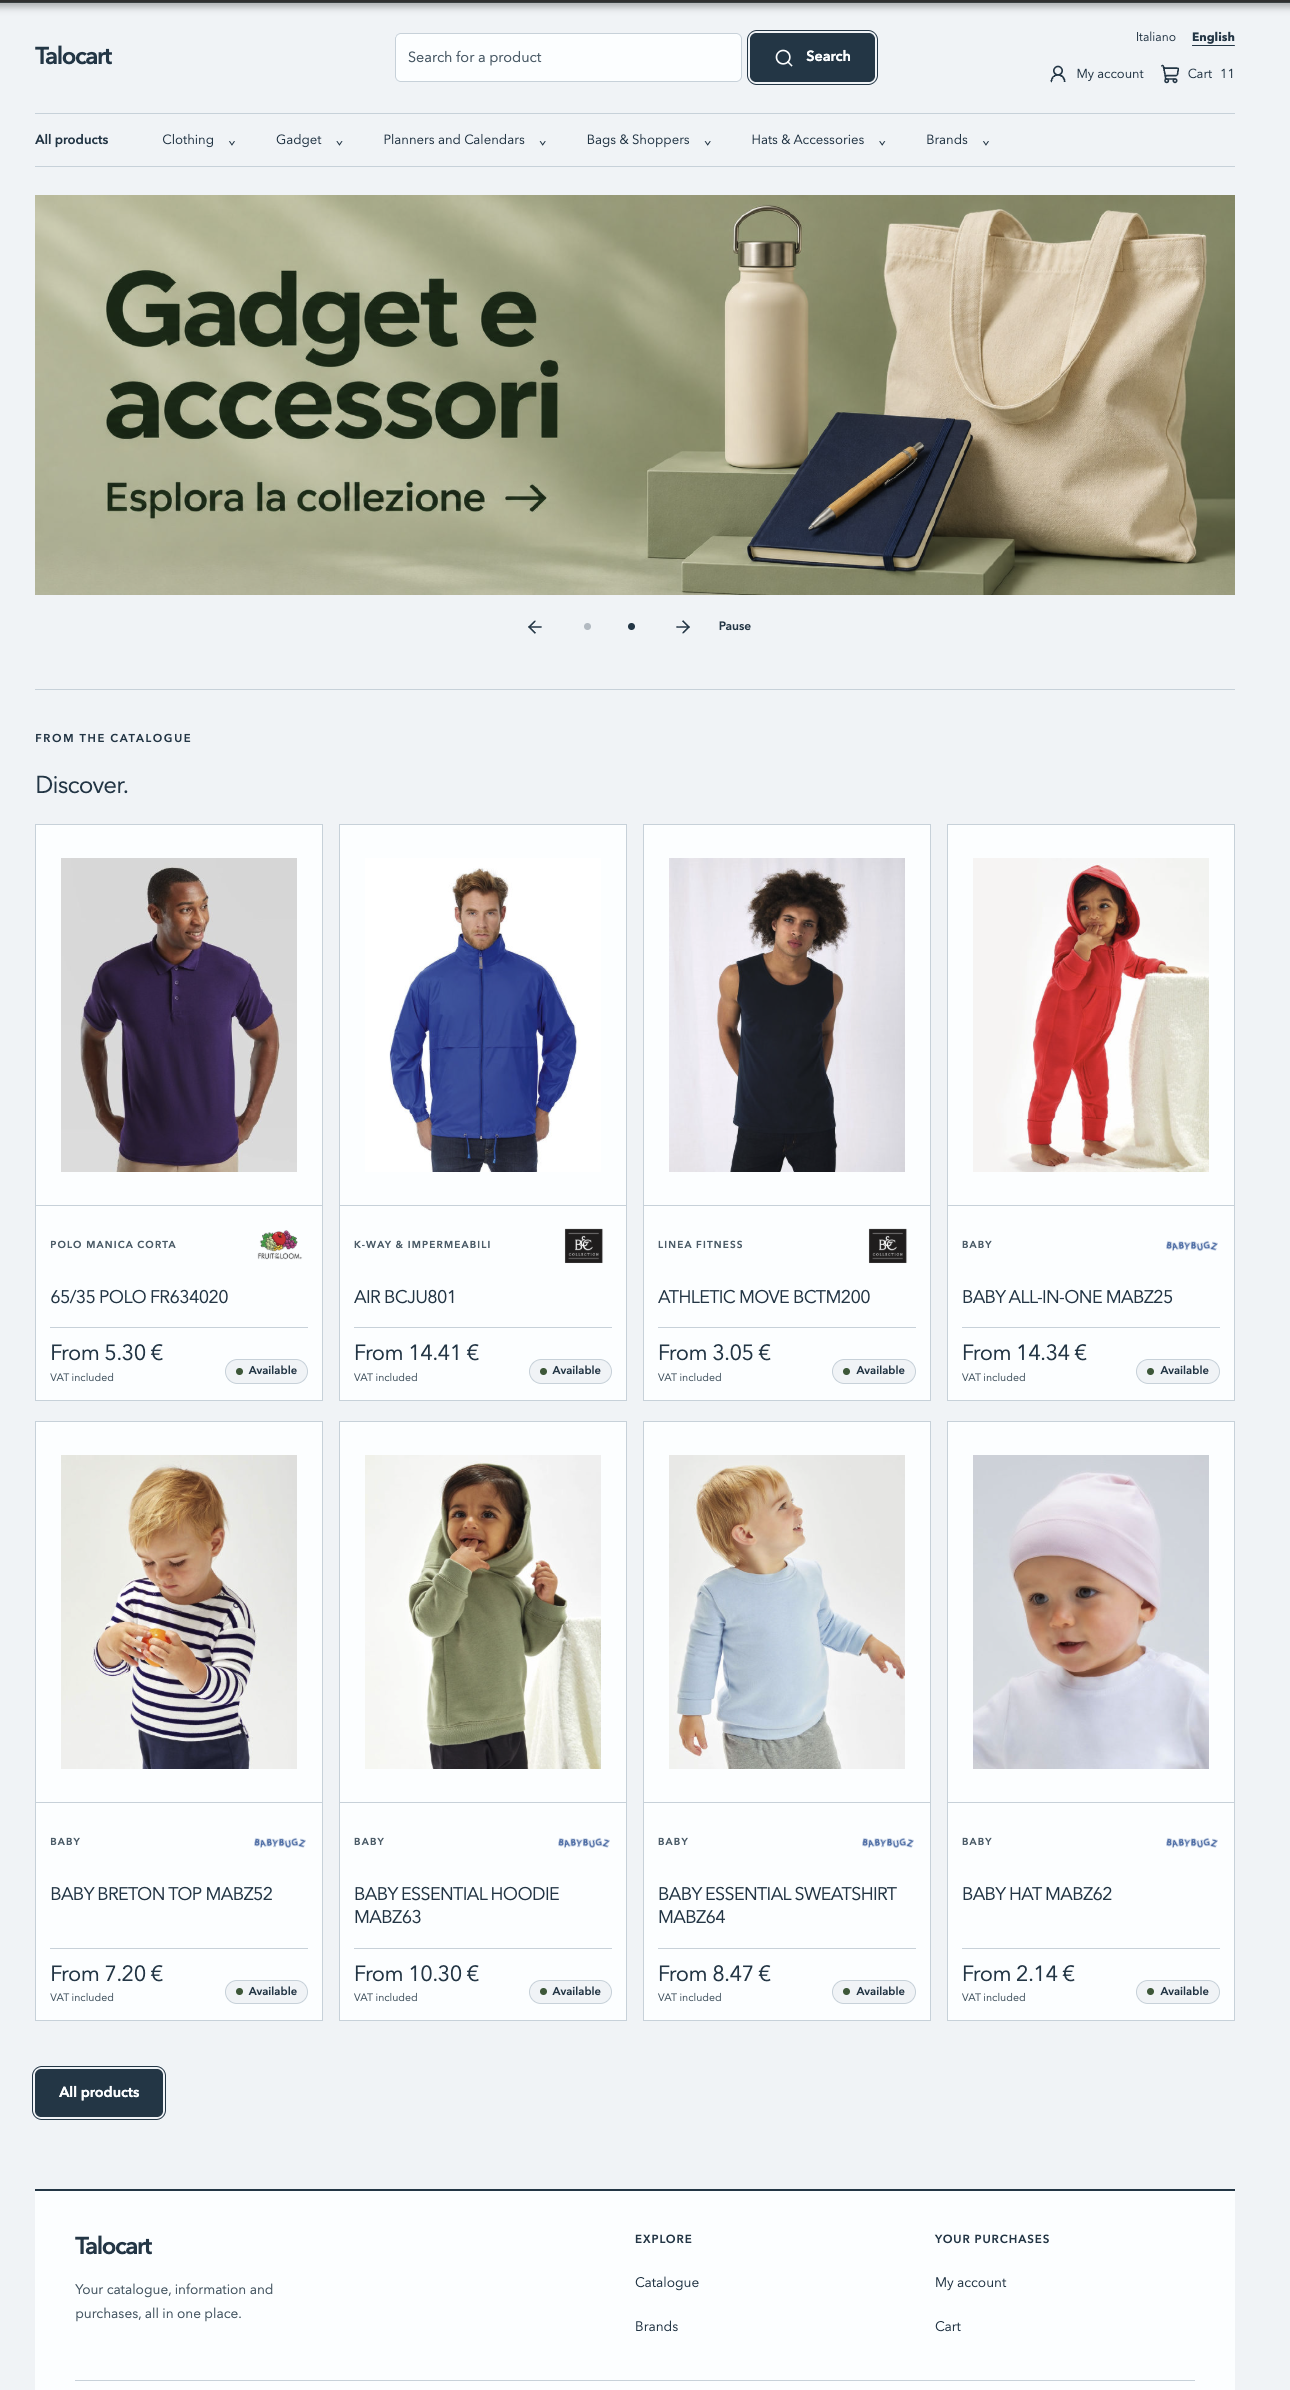 Talocart
Search for a product
Search
Italiano English
My account Cart 11
All products Clothing Gadget Planners and Calendars Bags & Shoppers Hats & Accessories Brands
Gadget e
accessori
Esplora la collezione →
Pause
FROM THE CATALOGUE
Discover.
POLO MANICA CORTA
FRUIT OF THE LOOM
65/35 POLO FR634020
From 5.30 €
VAT included
Available
K-WAY & IMPERMEABILI
B&C
COLLECTION
AIR BCJU801
From 14.41 €
VAT included
Available
LINEA FITNESS
B&C
COLLECTION
ATHLETIC MOVE BCTM200
From 3.05 €
VAT included
Available
BABY
BABYBUGZ
BABY ALL-IN-ONE MABZ25
From 14.34 €
VAT included
Available
BABY
BABYBUGZ
BABY BRETON TOP MABZ52
From 7.20 €
VAT included
Available
BABY
BABYBUGZ
BABY ESSENTIAL HOODIE
MABZ63
From 10.30 €
VAT included
Available
BABY
BABYBUGZ
BABY ESSENTIAL SWEATSHIRT
MABZ64
From 8.47 €
VAT included
Available
BABY
BABYBUGZ
BABY HAT MABZ62
From 2.14 €
VAT included
Available
All products
Talocart
Your catalogue, information and
purchases, all in one place.
EXPLORE
Catalogue
Brands
YOUR PURCHASES
My account
Cart